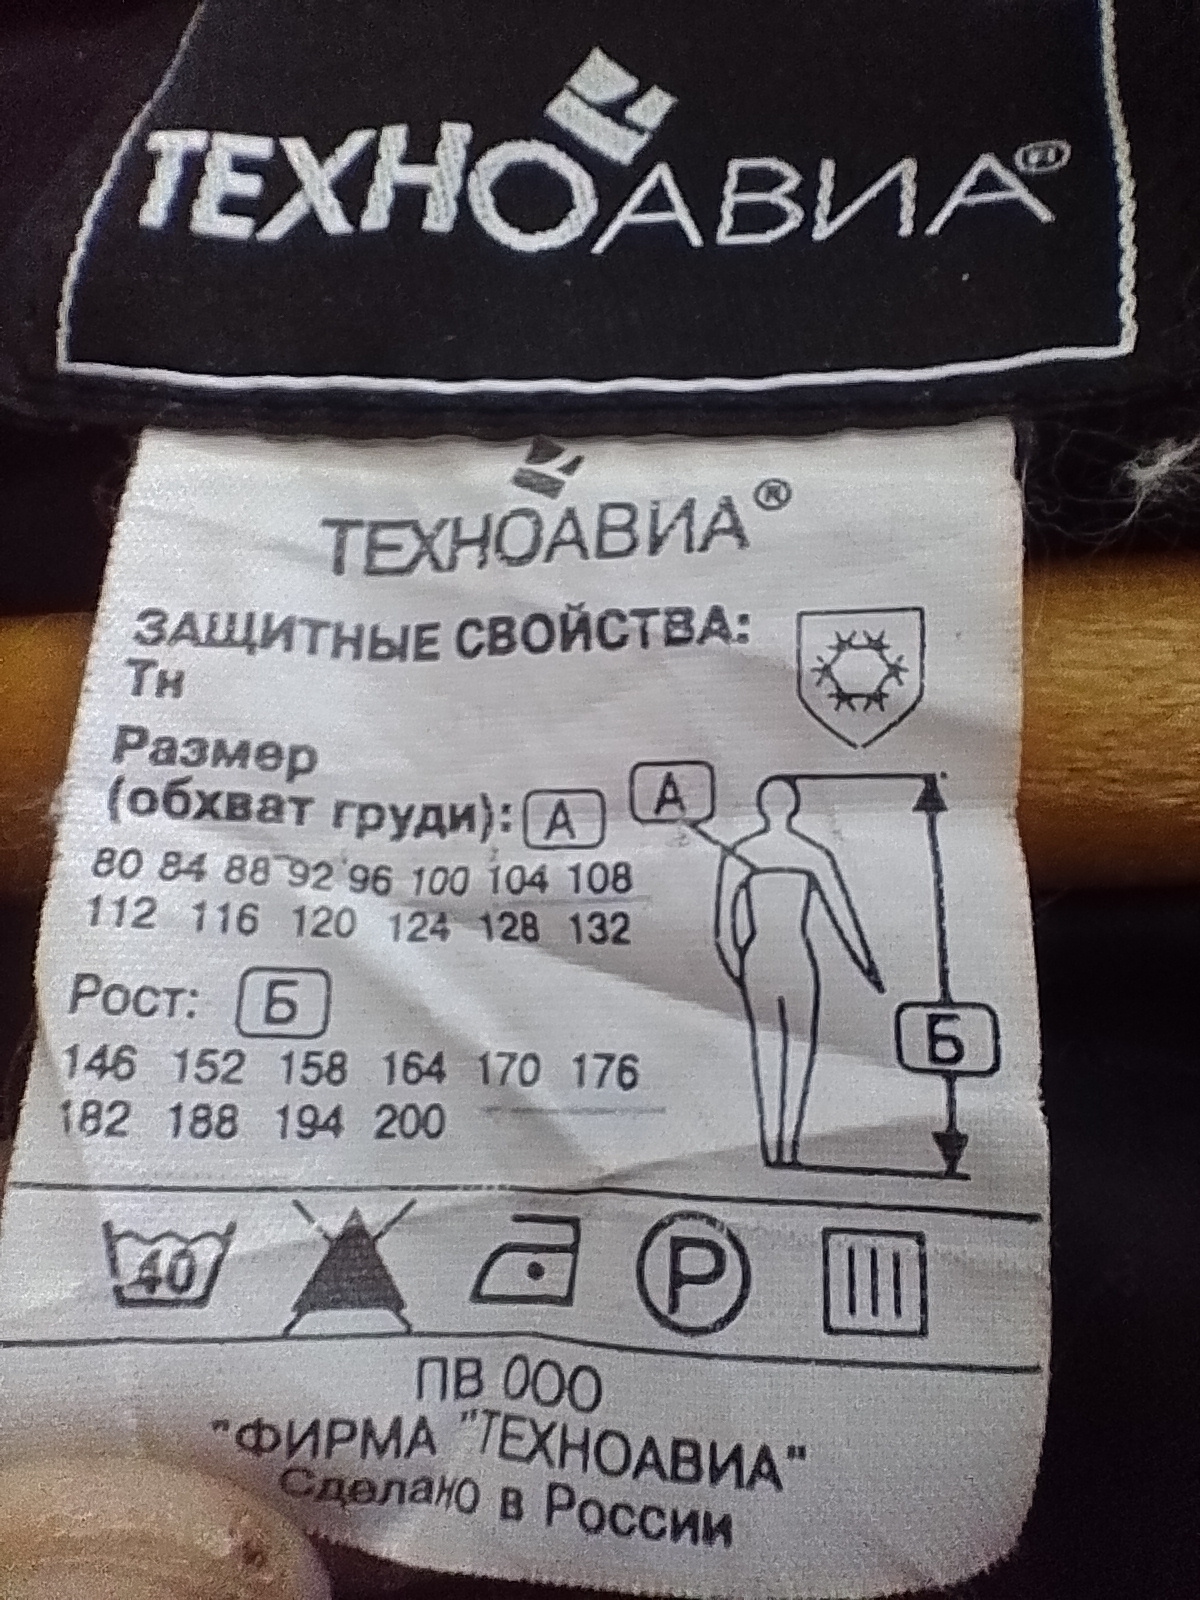 ТЕХНОАВИА®
ТЕХНОАВИА®
ЗАЩИТНЫЕ СВОЙСТВА:
Тн
Размер
(обхват груди): А
А
80 84 88 92 96 100 104 108
112 116 120 124 128 132
Рост: Б
Б
146 152 158 164 170 176
182 188 194 200
40
P
ПВ ООО
"ФИРМА "ТЕХНОАВИА"
Сделано в России